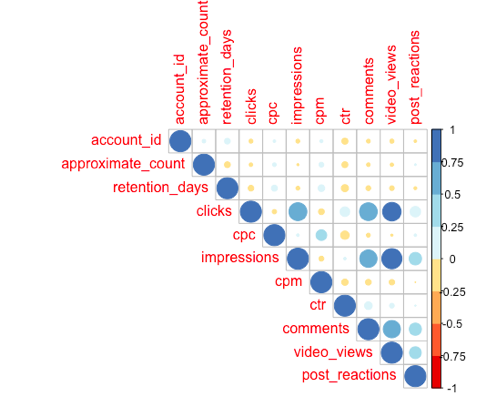 account_id
approximate_count
retention_days
clicks
cpc
impressions
cpm
ctr
comments
video_views
post_reactions
account_id
approximate_count
retention_days
clicks
cpc
impressions
cpm
ctr
comments
video_views
post_reactions
1
0.75
0.5
0.25
0
-0.25
-0.5
-0.75
-1